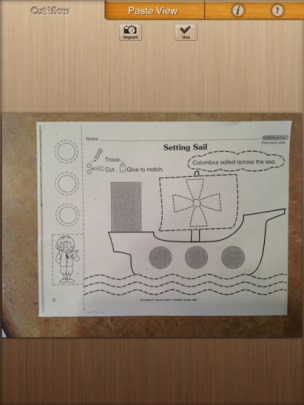 Cut View
Paste View
Import
Use
Name
Setting Sail
Trace.
Cut.
Glue to match.
Columbus sailed across the sea.